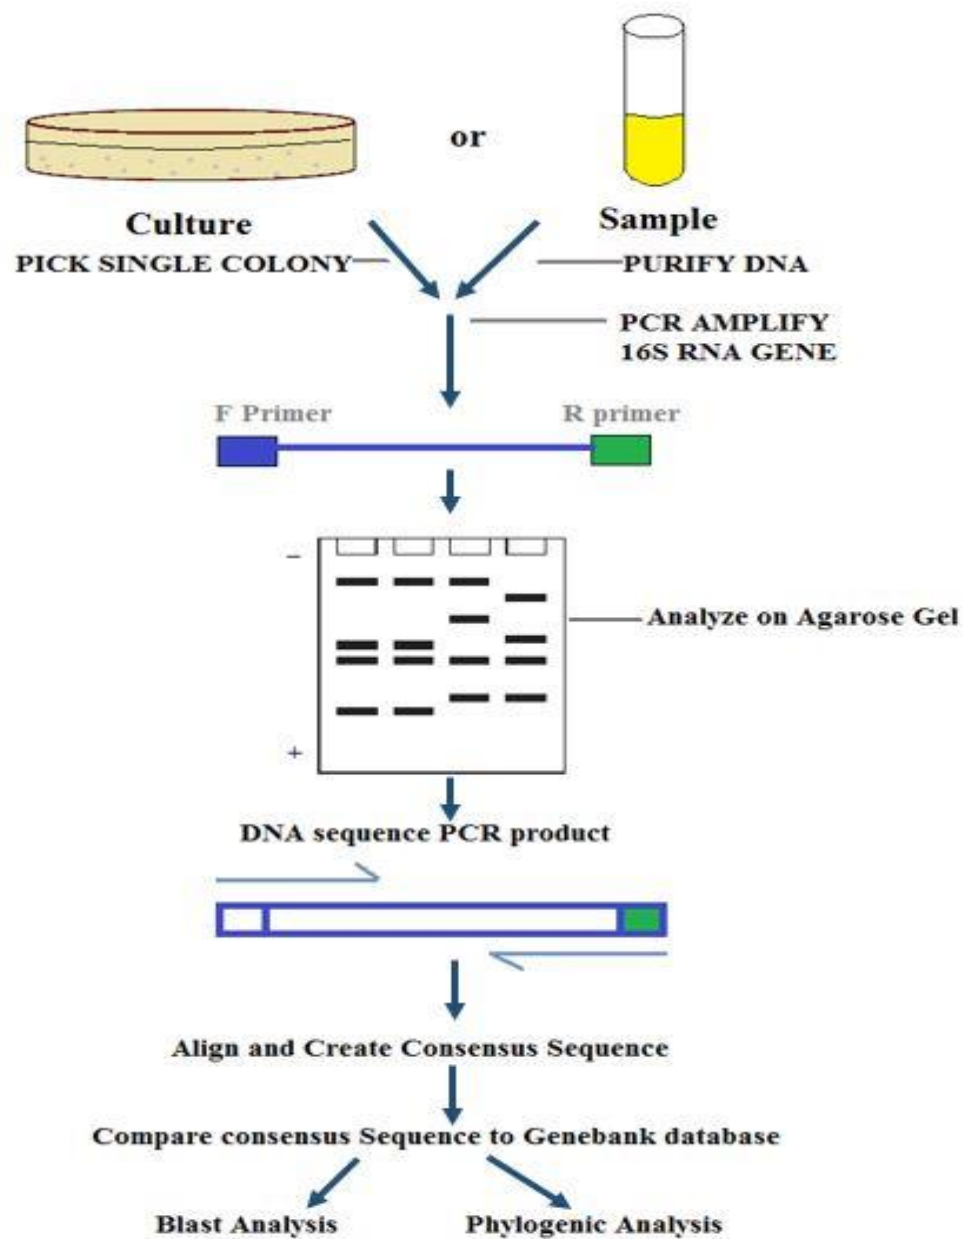 or
Culture
Sample
PICK SINGLE COLONY
PURIFY DNA
PCR AMPLIFY
16S RNA GENE
F Primer
R primer
−
Analyze on Agarose Gel
+
DNA sequence PCR product
Align and Create Consensus Sequence
Compare consensus Sequence to Genebank database
Blast Analysis
Phylogenic Analysis